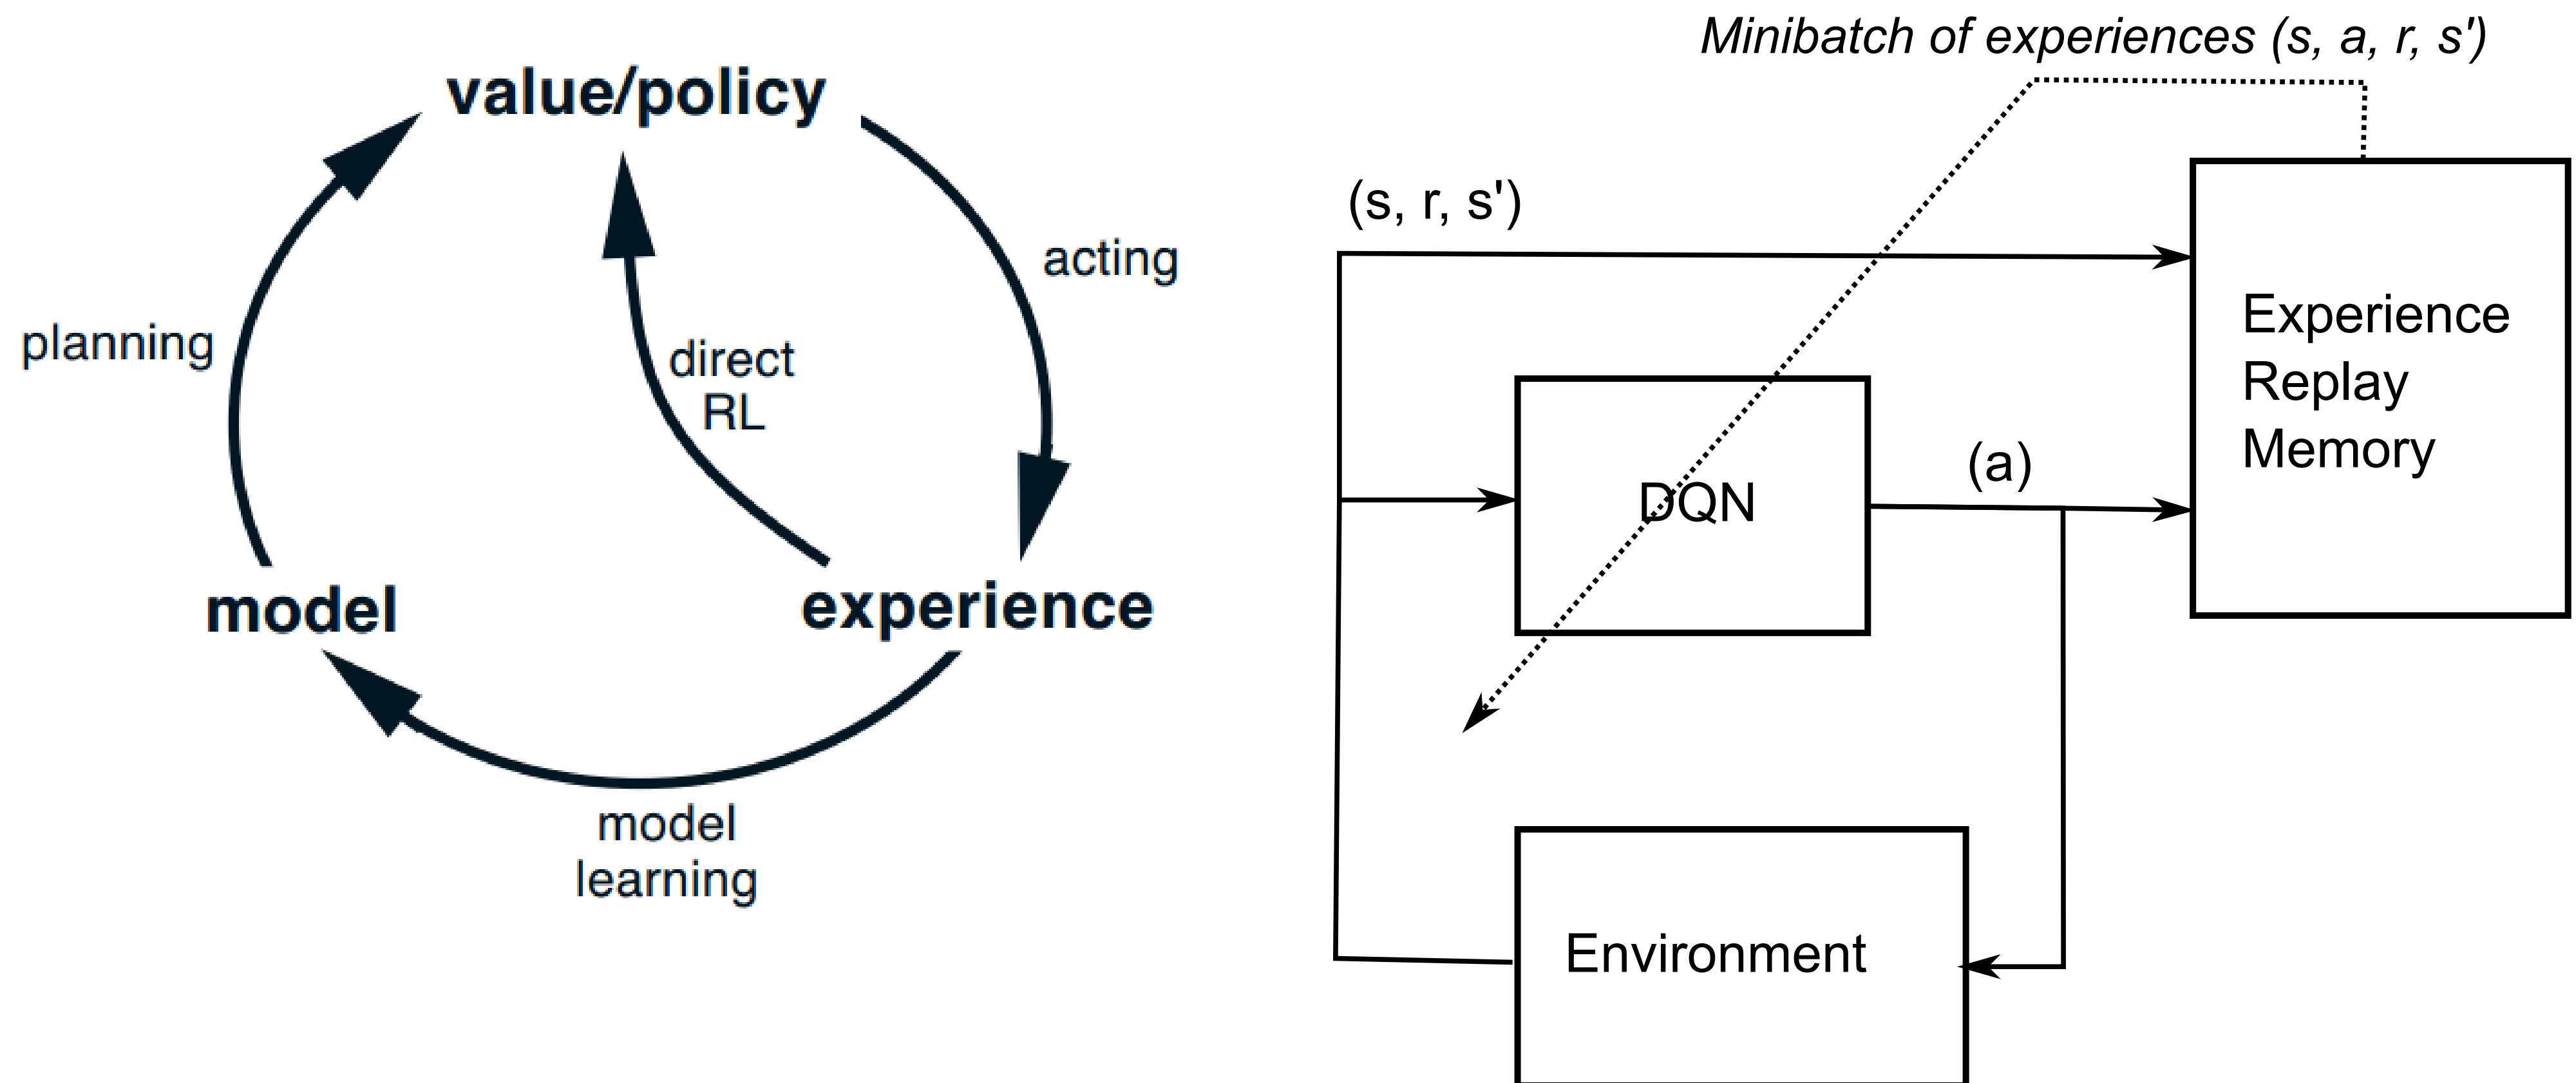 value/policy
acting
planning
direct
RL
model
experience
model
learning
Minibatch of experiences (s, a, r, s')
(s, r, s')
Experience
Replay
Memory
(a)
DQN
Environment